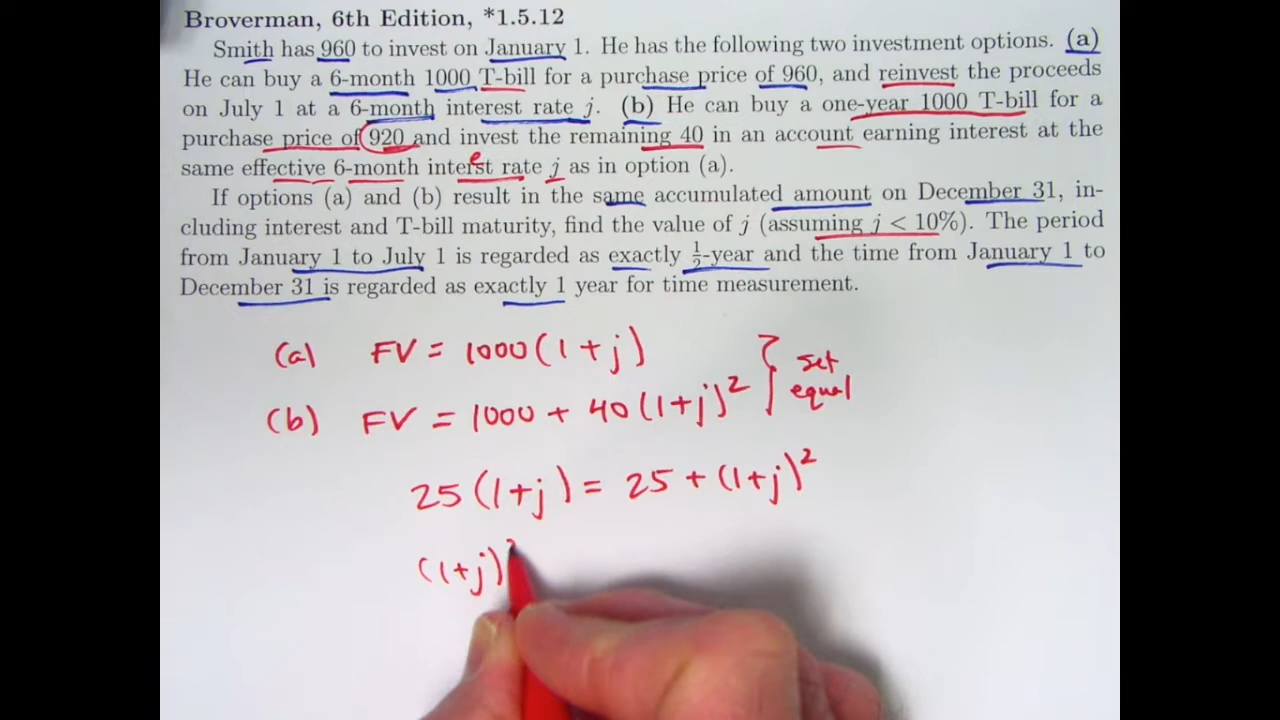 Broverman, 6th Edition, *1.5.12
Smith has 960 to invest on January 1. He has the following two investment options. (a)
He can buy a 6-month 1000 T-bill for a purchase price of 960, and reinvest the proceeds
on July 1 at a 6-month interest rate j. (b) He can buy a one-year 1000 T-bill for a
purchase price of 920 and invest the remaining 40 in an account earning interest at the
same effective 6-month interest rate j as in option (a).
If options (a) and (b) result in the same accumulated amount on December 31, in-
cluding interest and T-bill maturity, find the value of j (assuming j < 10%). The period
from January 1 to July 1 is regarded as exactly ½-year and the time from January 1 to
December 31 is regarded as exactly 1 year for time measurement.
(a) FV = 1000(1+j)
(b) FV = 1000 + 40(1+j)²
set
equal
25(1+j) = 25 + (1+j)²
(1+j)